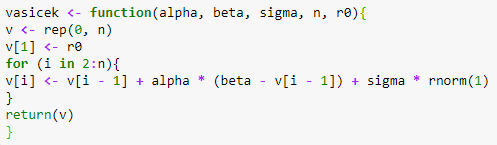 vasicek <- function(alpha, beta, sigma, n, r0){
v <- rep(0, n)
v[1] <- r0
for (i in 2:n){
v[i] <- v[i - 1] + alpha * (beta - v[i - 1]) + sigma * rnorm(1)
}
return(v)
}